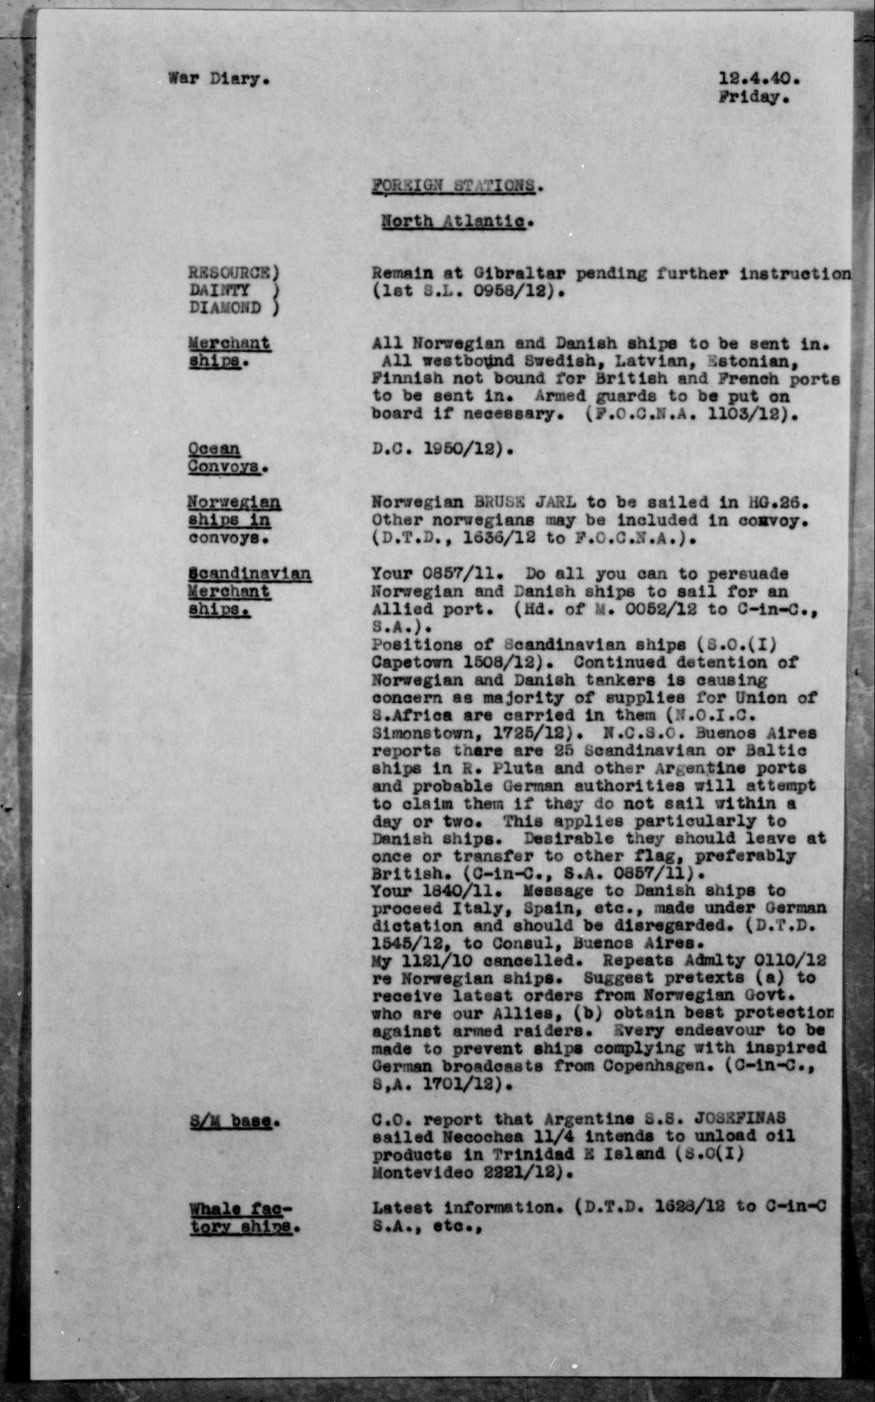 War Diary. 12.4.40.
Friday.
FOREIGN STATIONS.
North Atlantic.
RESOURCE) Remain at Gibraltar pending further instruction
DAINTY ) (1st S.L. 0958/12).
DIAMOND )
Merchant All Norwegian and Danish ships to be sent in.
ships. All westbound Swedish, Latvian, Estonian,
Finnish not bound for British and French ports
to be sent in. Armed guards to be put on
board if necessary. (F.O.C.N.A. 1103/12).
Ocean D.C. 1950/12).
Convoys.
Norwegian Norwegian BRUSE JARL to be sailed in HG.26.
ships in Other norwegians may be included in convoy.
convoys. (D.T.D., 1636/12 to F.O.C.N.A.).
Scandinavian Your 0857/11. Do all you can to persuade
Merchant Norwegian and Danish ships to sail for an
ships. Allied port. (Hd. of M. 0052/12 to C-in-C.,
S.A.).
Positions of Scandinavian ships (S.O.(I)
Capetown 1508/12). Continued detention of
Norwegian and Danish tankers is causing
concern as majority of supplies for Union of
S.Africa are carried in them (N.O.I.C.
Simonstown, 1725/12). N.C.S.O. Buenos Aires
reports there are 25 Scandinavian or Baltic
ships in R. Pluta and other Argentine ports
and probable German authorities will attempt
to claim them if they do not sail within a
day or two. This applies particularly to
Danish ships. Desirable they should leave at
once or transfer to other flag, preferably
British. (C-in-C., S.A. 0857/11).
Your 1840/11. Message to Danish ships to
proceed Italy, Spain, etc., made under German
dictation and should be disregarded. (D.T.D.
1545/12, to Consul, Buenos Aires.
My 1121/10 cancelled. Repeats Admlty 0110/12
re Norwegian ships. Suggest pretexts (a) to
receive latest orders from Norwegian Govt.
who are our Allies, (b) obtain best protection
against armed raiders. Every endeavour to be
made to prevent ships complying with inspired
German broadcasts from Copenhagen. (C-in-C.,
S,A. 1701/12).
S/M base. C.O. report that Argentine S.S. JOSEFINAS
sailed Necochea 11/4 intends to unload oil
products in Trinidad E Island (S.O(I)
Montevideo 2221/12).
Whale fac- Latest information. (D.T.D. 1628/12 to C-in-C
tory ships. S.A., etc.,